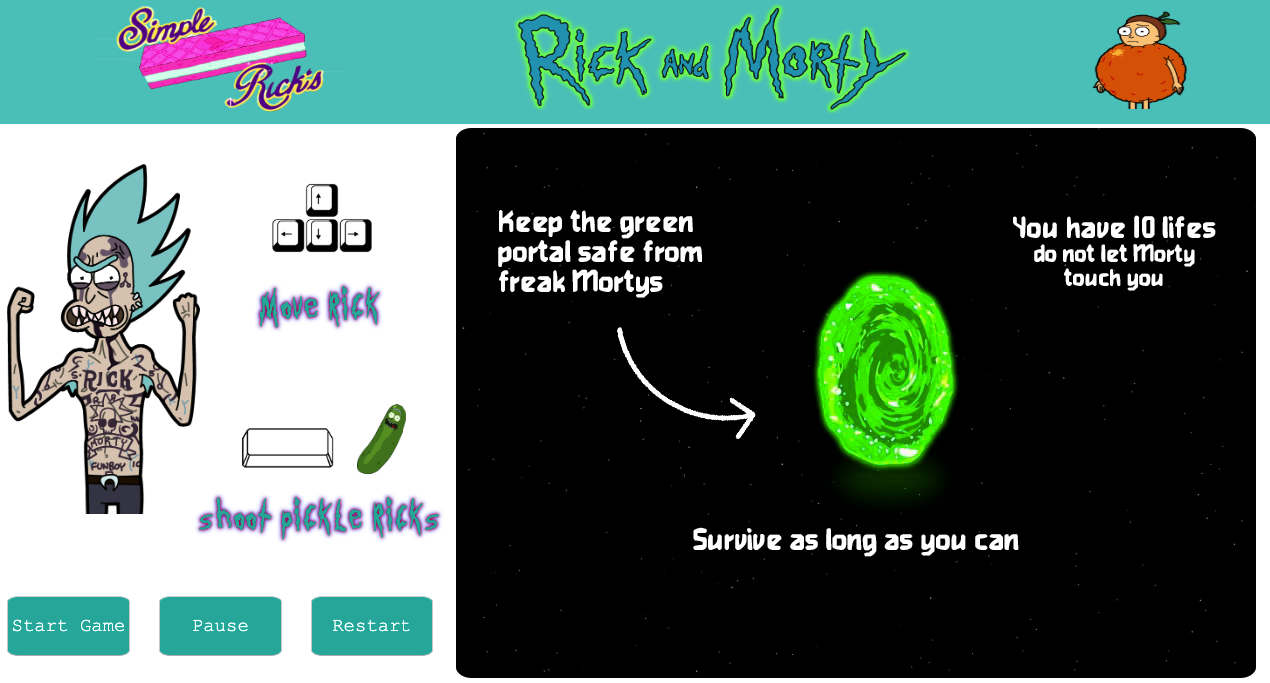 Simple
Rick's
Rick and Morty
Keep the green
portal safe from
freak Mortys
You have 10 lifes
do not let Morty
touch you
Move Rick
RICK
MORTY
FUNBOY
shoot pickle Ricks
Survive as long as you can
Start Game
Pause
Restart